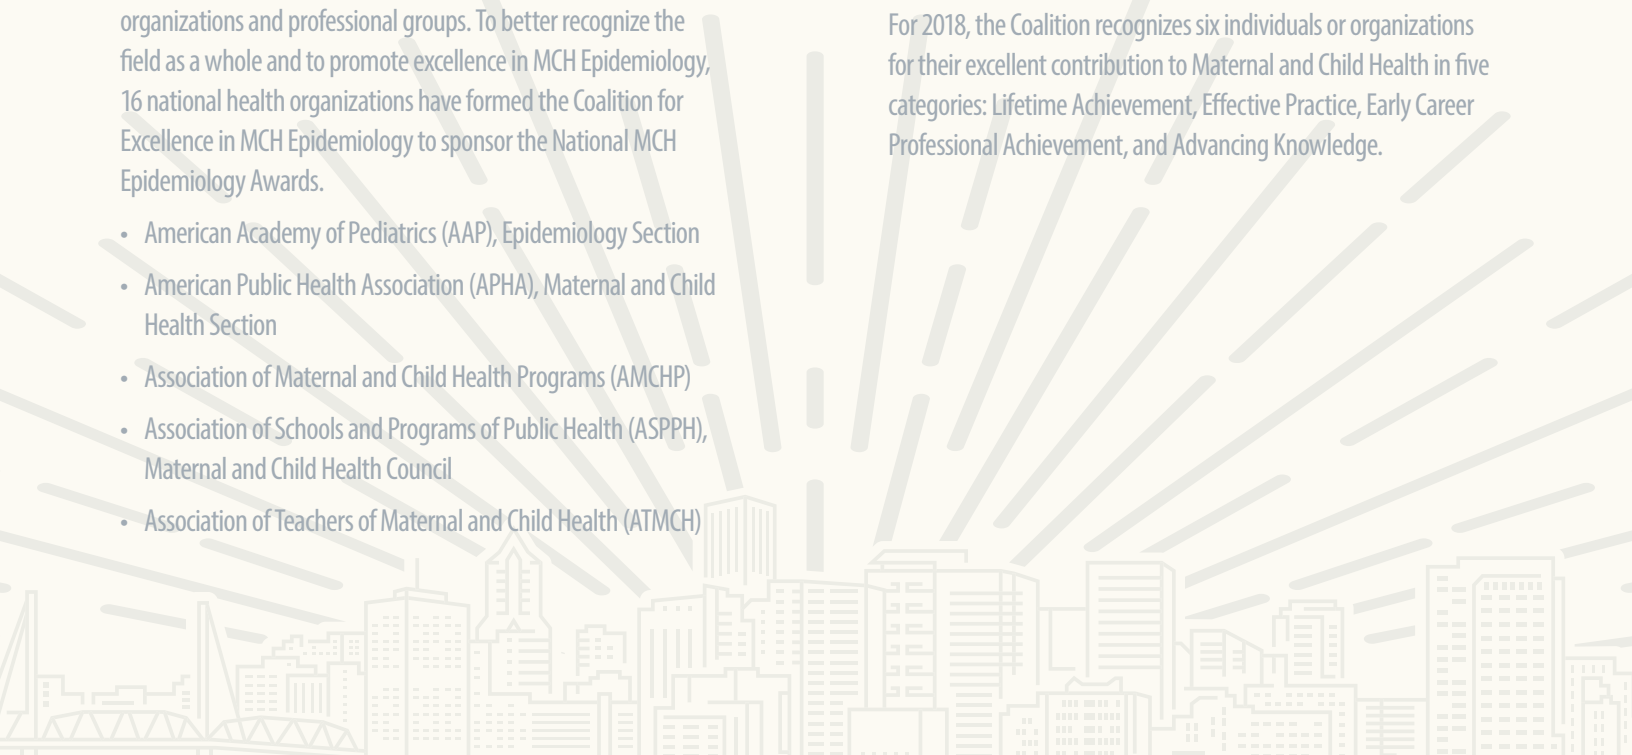 organizations and professional groups. To better recognize the
field as a whole and to promote excellence in MCH Epidemiology,
16 national health organizations have formed the Coalition for
Excellence in MCH Epidemiology to sponsor the National MCH
Epidemiology Awards.
• American Academy of Pediatrics (AAP), Epidemiology Section
• American Public Health Association (APHA), Maternal and Child
Health Section
• Association of Maternal and Child Health Programs (AMCHP)
• Association of Schools and Programs of Public Health (ASPPH),
Maternal and Child Health Council
• Association of Teachers of Maternal and Child Health (ATMCH)
For 2018, the Coalition recognizes six individuals or organizations
for their excellent contribution to Maternal and Child Health in five
categories: Lifetime Achievement, Effective Practice, Early Career
Professional Achievement, and Advancing Knowledge.